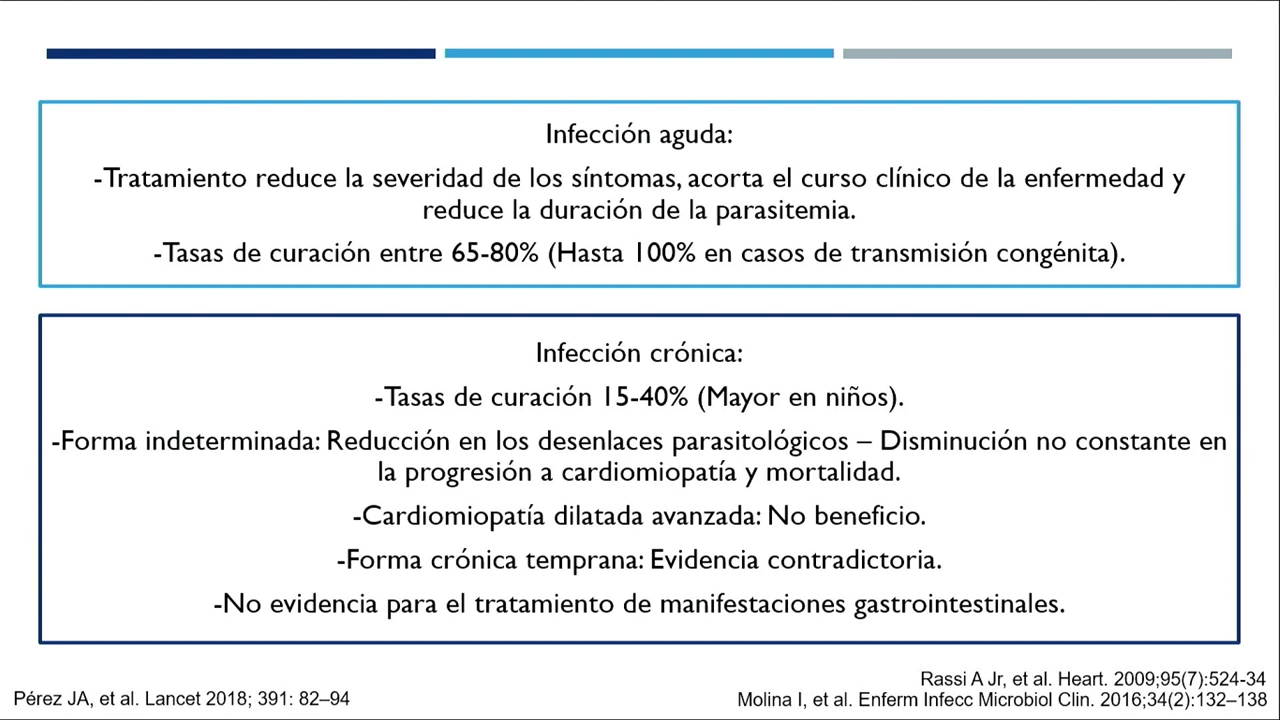 Infección aguda:
-Tratamiento reduce la severidad de los síntomas, acorta el curso clínico de la enfermedad y
reduce la duración de la parasitemia.
-Tasas de curación entre 65-80% (Hasta 100% en casos de transmisión congénita).
Infección crónica:
-Tasas de curación 15-40% (Mayor en niños).
-Forma indeterminada: Reducción en los desenlaces parasitológicos – Disminución no constante en
la progresión a cardiomiopatía y mortalidad.
-Cardiomiopatía dilatada avanzada: No beneficio.
-Forma crónica temprana: Evidencia contradictoria.
-No evidencia para el tratamiento de manifestaciones gastrointestinales.
Pérez JA, et al. Lancet 2018; 391: 82–94
Rassi A Jr, et al. Heart. 2009;95(7):524-34
Molina I, et al. Enferm Infecc Microbiol Clin. 2016;34(2):132–138